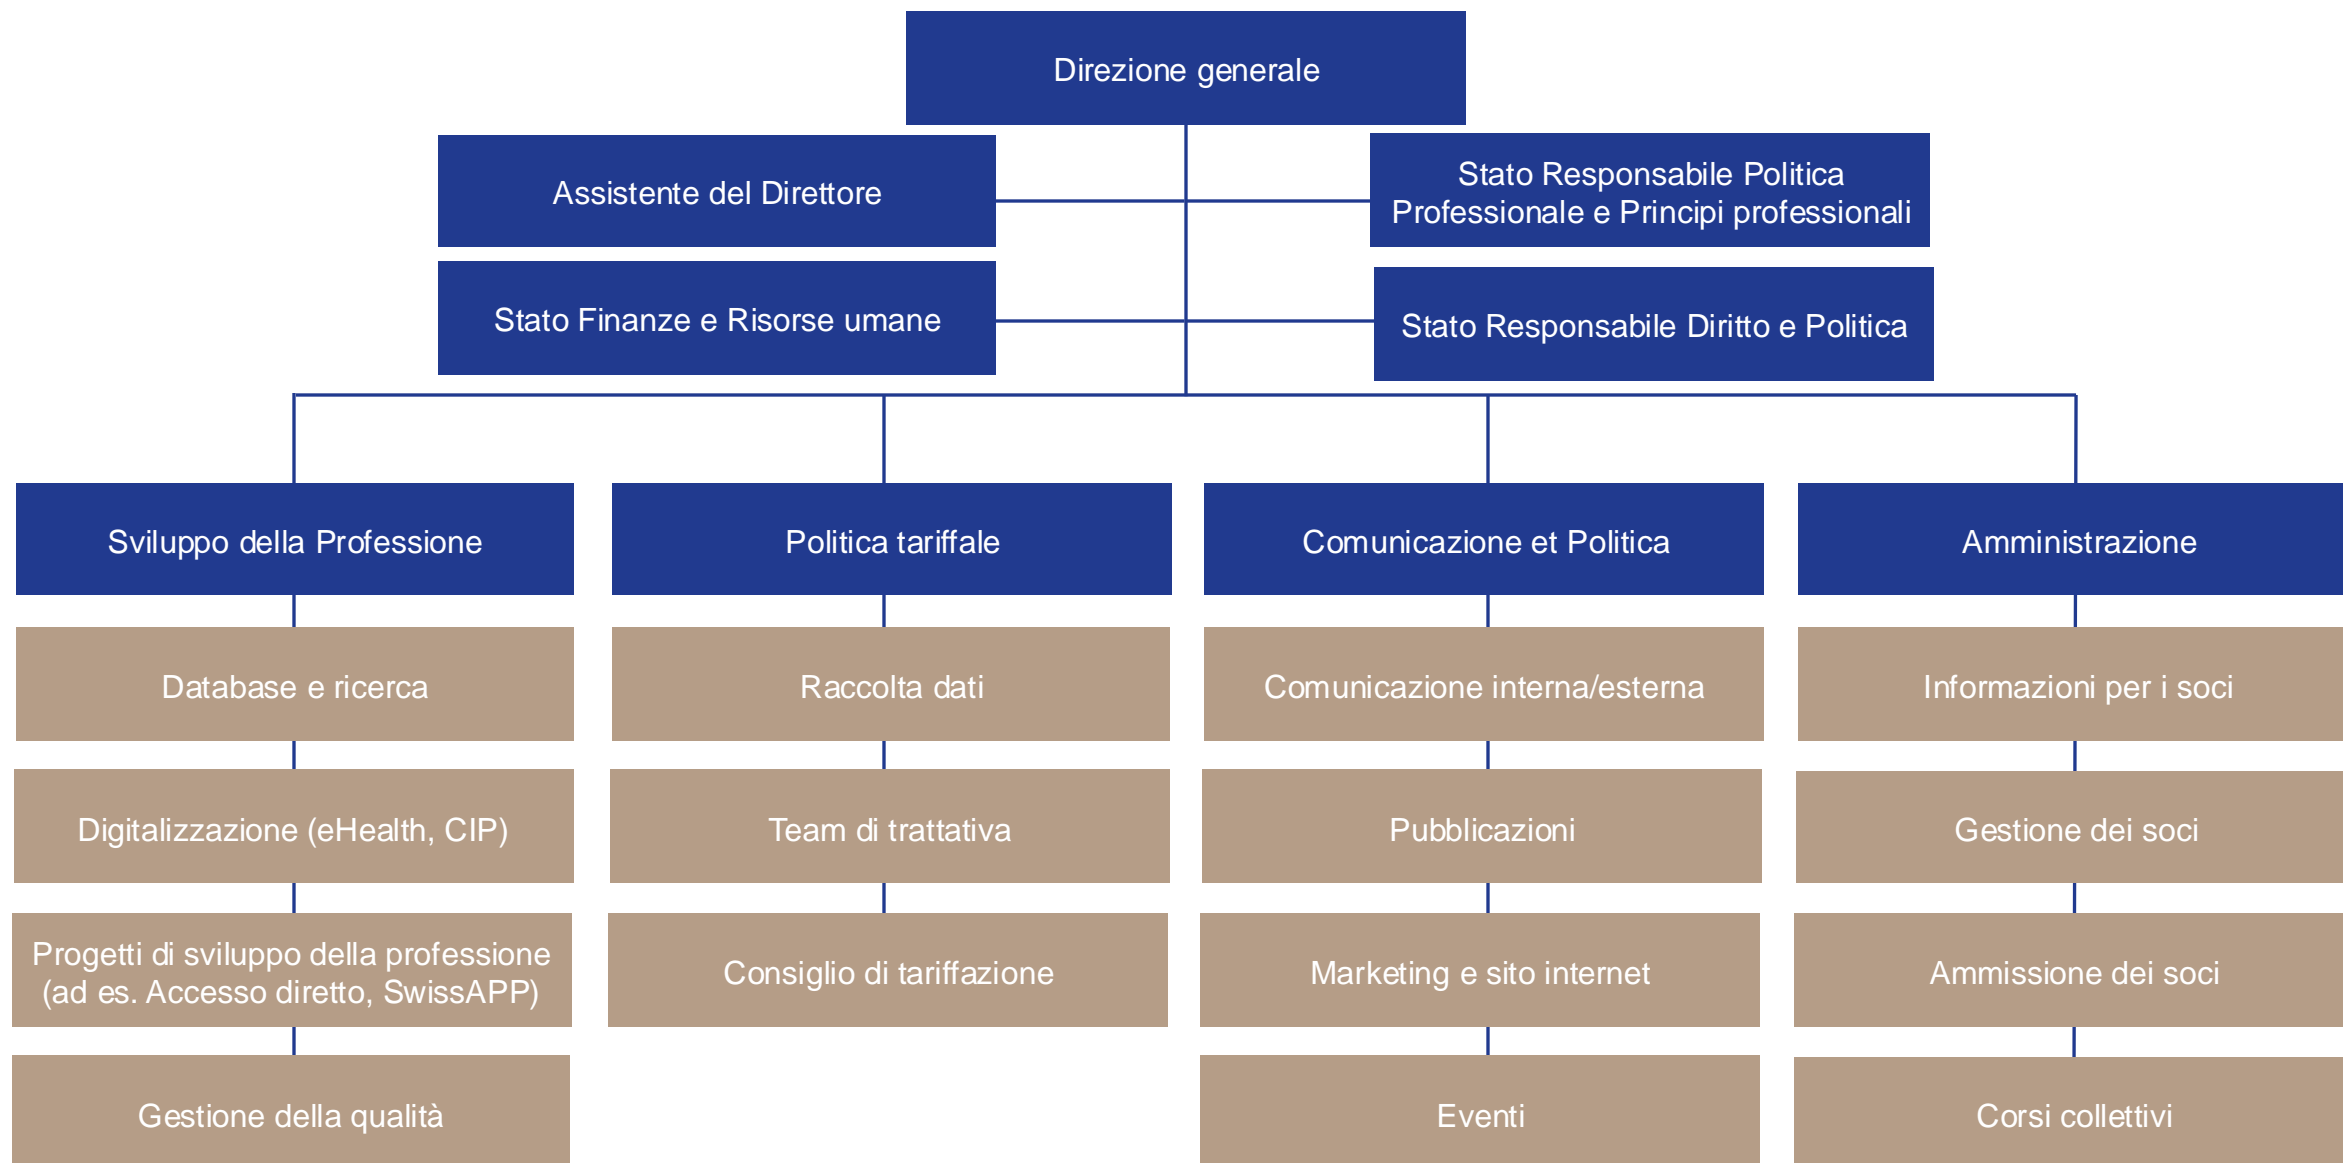 Direzione generale
Assistente del Direttore
Stato Responsabile Politica
Professionale e Principi professionali
Stato Finanze e Risorse umane
Stato Responsabile Diritto e Politica
Sviluppo della Professione
Politica tariffale
Comunicazione et Politica
Amministrazione
Database e ricerca
Raccolta dati
Comunicazione interna/esterna
Informazioni per i soci
Digitalizzazione (eHealth, CIP)
Team di trattativa
Pubblicazioni
Gestione dei soci
Progetti di sviluppo della professione
(ad es. Accesso diretto, SwissAPP)
Consiglio di tariffazione
Marketing e sito internet
Ammissione dei soci
Gestione della qualità
Eventi
Corsi collettivi